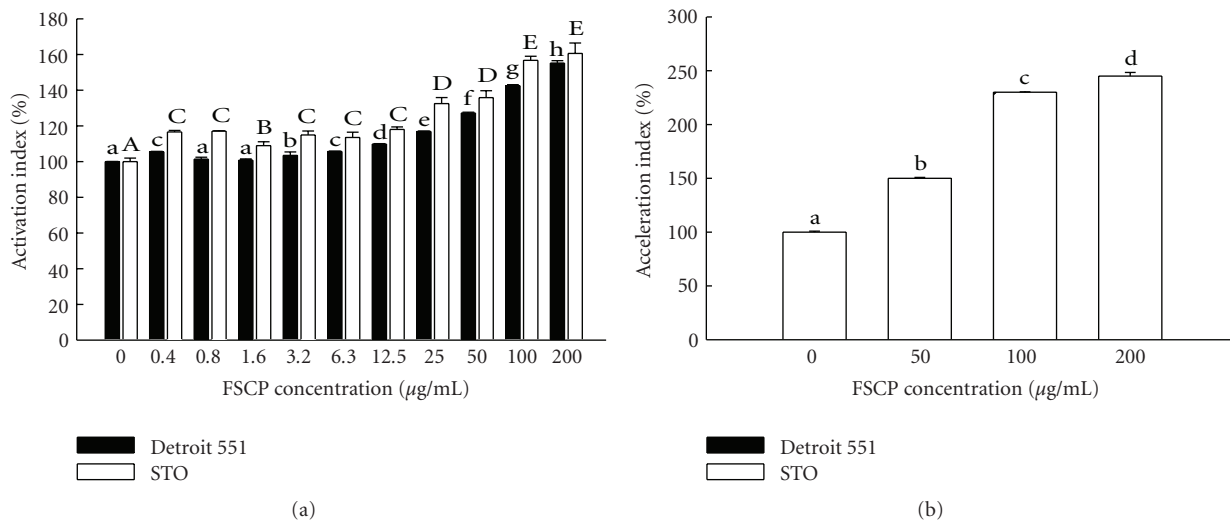 180
160
140
120
100
80
60
40
20
0
Activation index (%)
a A c C a C a B b C c C d C e D f D g E h E
0 0.4 0.8 1.6 3.2 6.3 12.5 25 50 100 200
FSCP concentration (µg/mL)
Detroit 551
STO
(a)
300
250
200
150
100
50
0
Acceleration index (%)
a b c d
0 50 100 200
FSCP concentration (µg/mL)
Detroit 551
STO
(b)